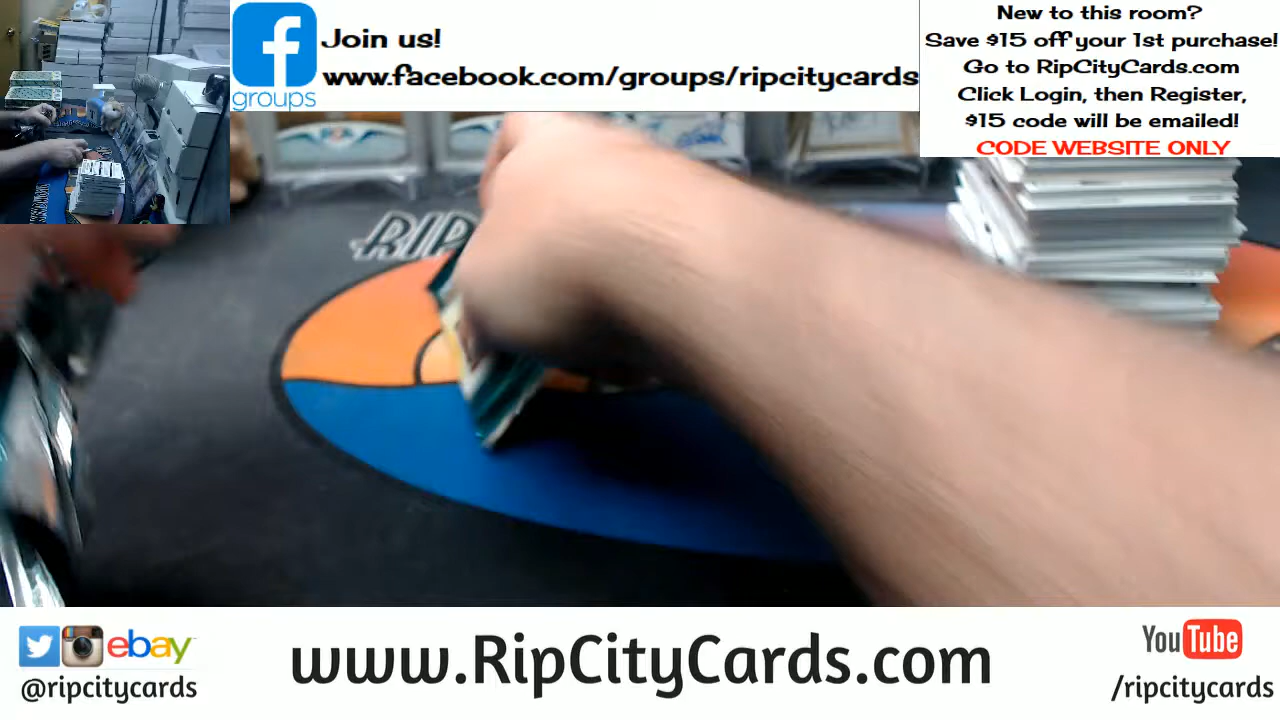 Join us!
www.facebook.com/groups/ripcitycards
groups
New to this room?
Save $15 off your 1st purchase!
Go to RipCityCards.com
Click Login, then Register,
$15 code will be emailed!
CODE WEBSITE ONLY
RIP
ebay
@ripcitycards
www.RipCityCards.com
YouTube
/ripcitycards